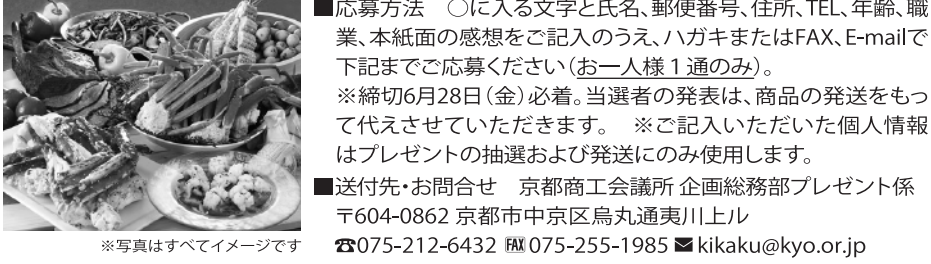 ■応募方法　○に入る文字と氏名、郵便番号、住所、TEL、年齢、職
業、本紙面の感想をご記入のうえ、ハガキまたはFAX、E-mailで
下記までご応募ください（お一人様１通のみ）。
※締切6月28日（金）必着。当選者の発表は、商品の発送をもっ
て代えさせていただきます。　※ご記入いただいた個人情報
はプレゼントの抽選および発送にのみ使用します。
■送付先・お問合せ　京都商工会議所 企画総務部プレゼント係
〒604-0862 京都市中京区烏丸通夷川上ル
☎075-212-6432 FAX 075-255-1985 ✉ kikaku@kyo.or.jp
※写真はすべてイメージです